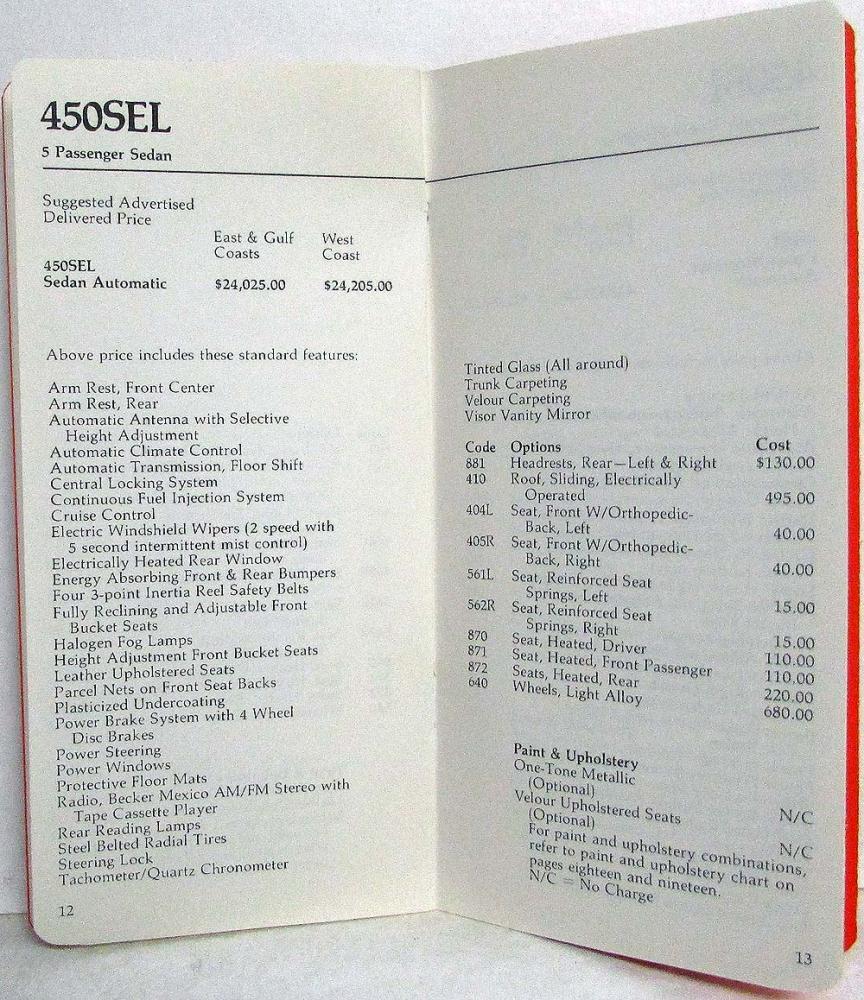 450SEL
5 Passenger Sedan
Suggested Advertised
Delivered Price
East & Gulf Coasts West Coast
450SEL
Sedan Automatic $24,025.00 $24,205.00
Above price includes these standard features:
Arm Rest, Front Center
Arm Rest, Rear
Automatic Antenna with Selective
Height Adjustment
Automatic Climate Control
Automatic Transmission, Floor Shift
Central Locking System
Continuous Fuel Injection System
Cruise Control
Electric Windshield Wipers (2 speed with
5 second intermittent mist control)
Electrically Heated Rear Window
Energy Absorbing Front & Rear Bumpers
Four 3-point Inertia Reel Safety Belts
Fully Reclining and Adjustable Front
Bucket Seats
Halogen Fog Lamps
Height Adjustment Front Bucket Seats
Leather Upholstered Seats
Parcel Nets on Front Seat Backs
Plasticized Undercoating
Power Brake System with 4 Wheel
Disc Brakes
Power Steering
Power Windows
Protective Floor Mats
Radio, Becker Mexico AM/FM Stereo with
Tape Cassette Player
Rear Reading Lamps
Steel Belted Radial Tires
Steering Lock
Tachometer/Quartz Chronometer
12
Tinted Glass (All around)
Trunk Carpeting
Velour Carpeting
Visor Vanity Mirror
Code Options Cost
881 Headrests, Rear—Left & Right $130.00
410 Roof, Sliding, Electrically
Operated 495.00
404L Seat, Front W/Orthopedic-
Back, Left 40.00
405R Seat, Front W/Orthopedic-
Back, Right 40.00
561L Seat, Reinforced Seat
Springs, Left 15.00
562R Seat, Reinforced Seat
Springs, Right 15.00
870 Seat, Heated, Driver 110.00
871 Seat, Heated, Front Passenger 110.00
872 Seats, Heated, Rear 220.00
640 Wheels, Light Alloy 680.00
Paint & Upholstery
One-Tone Metallic
(Optional) N/C
Velour Upholstered Seats
(Optional) N/C
For paint and upholstery combinations,
refer to paint and upholstery chart on
pages eighteen and nineteen.
N/C = No Charge
13